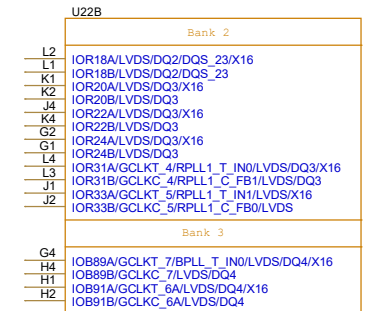 U22B
Bank 2
L2 IOR18A/LVDS/DQ2/DQS_23/X16
L1 IOR18B/LVDS/DQ2/DQS_23
K1 IOR20A/LVDS/DQ3/X16
K2 IOR20B/LVDS/DQ3
J4 IOR22A/LVDS/DQ3/X16
K4 IOR22B/LVDS/DQ3
G2 IOR24A/LVDS/DQ3/X16
G1 IOR24B/LVDS/DQ3
L4 IOR31A/GCLKT_4/RPLL1_T_IN0/LVDS/DQ3/X16
L3 IOR31B/GCLKC_4/RPLL1_C_FB1/LVDS/DQ3
J1 IOR33A/GCLKT_5/RPLL1_T_IN1/LVDS/X16
J2 IOR33B/GCLKC_5/RPLL1_C_FB0/LVDS
Bank 3
G4 IOB89A/GCLKT_7/BPLL_T_IN0/LVDS/DQ4/X16
H4 IOB89B/GCLKC_7/LVDS/DQ4
H1 IOB91A/GCLKT_6A/LVDS/DQ4/X16
H2 IOB91B/GCLKC_6A/LVDS/DQ4